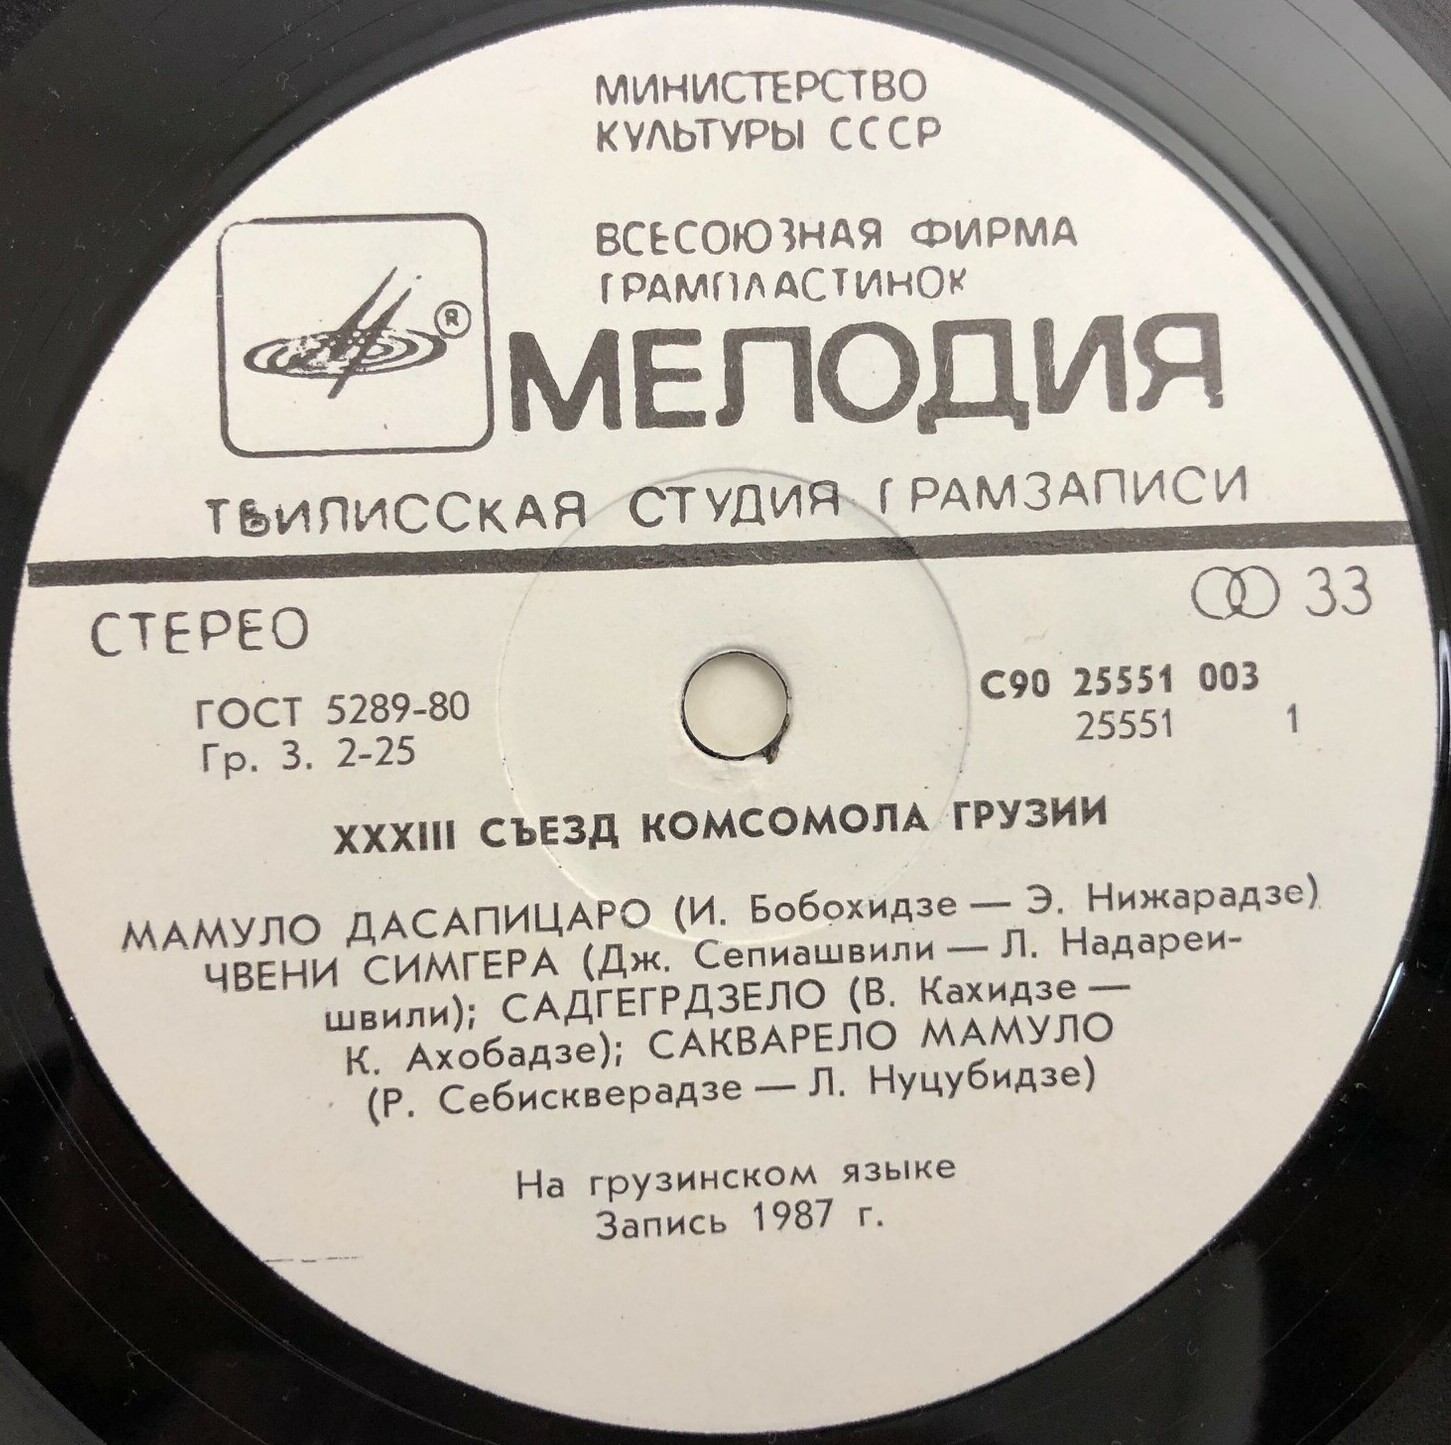 МИНИСТЕРСТВО
КУЛЬТУРЫ СССР
ВСЕСОЮЗНАЯ ФИРМА
ГРАМПЛАСТИНОК
®
МЕЛОДИЯ
ТБИЛИССКАЯ СТУДИЯ ГРАМЗАПИСИ
СТЕРЕО
33
ГОСТ 5289-80
Гр. 3. 2-25
С90 25551 003
25551 1
XXXIII СЪЕЗД КОМСОМОЛА ГРУЗИИ
МАМУЛО ДАСАПИЦАРО (И. Бобохидзе — Э. Нижарадзе)
ЧВЕНИ СИМГЕРА (Дж. Сепиашвили — Л. Надареи-
швили); САДГЕГРДЗЕЛО (В. Кахидзе —
К. Ахобадзе); САКВАРЕЛО МАМУЛО
(Р. Себискверадзе — Л. Нуцубидзе)
На грузинском языке
Запись 1987 г.